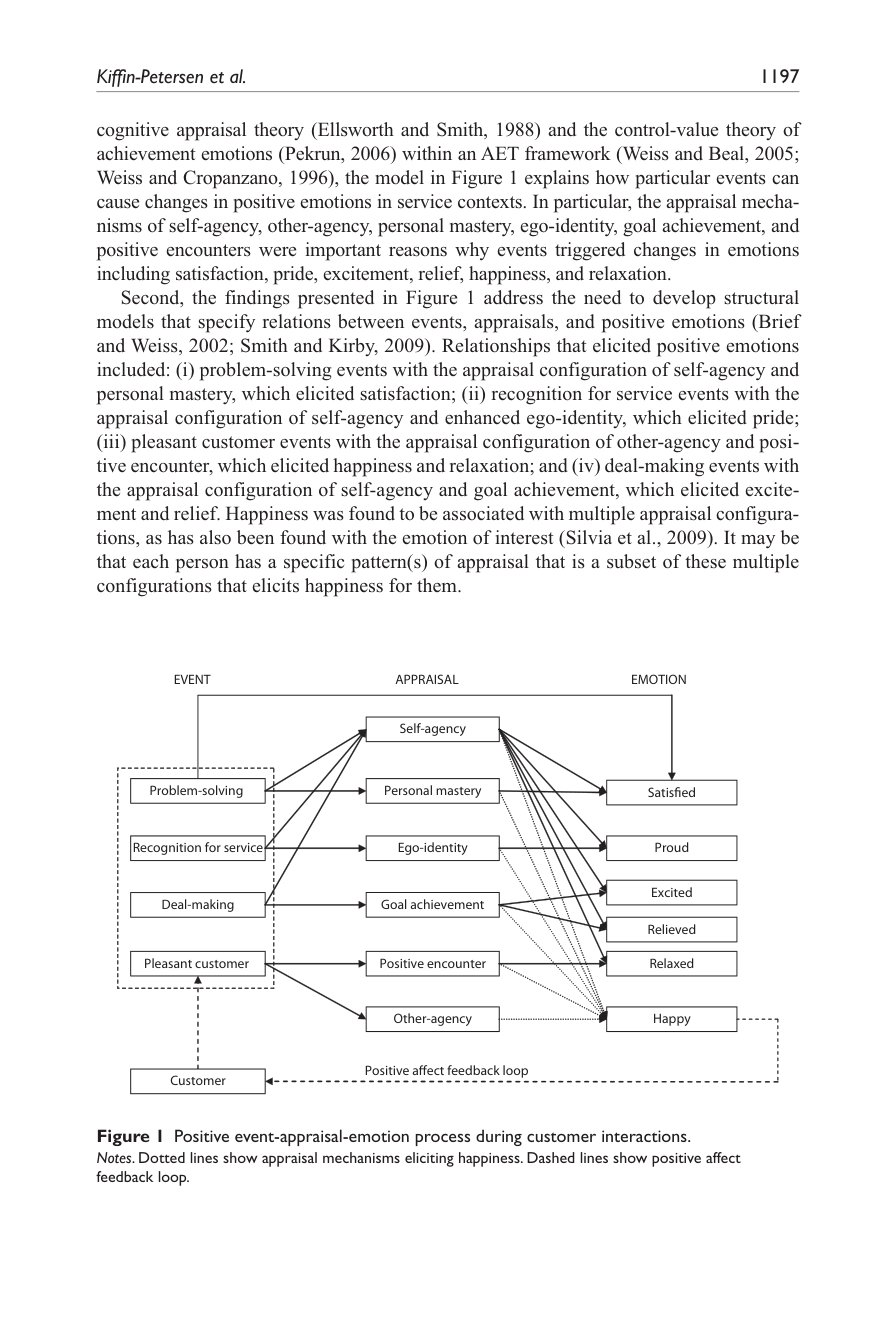 Kiffin-Petersen et al. 1197
cognitive appraisal theory (Ellsworth and Smith, 1988) and the control-value theory of
achievement emotions (Pekrun, 2006) within an AET framework (Weiss and Beal, 2005;
Weiss and Cropanzano, 1996), the model in Figure 1 explains how particular events can
cause changes in positive emotions in service contexts. In particular, the appraisal mecha-
nisms of self-agency, other-agency, personal mastery, ego-identity, goal achievement, and
positive encounters were important reasons why events triggered changes in emotions
including satisfaction, pride, excitement, relief, happiness, and relaxation.
Second, the findings presented in Figure 1 address the need to develop structural
models that specify relations between events, appraisals, and positive emotions (Brief
and Weiss, 2002; Smith and Kirby, 2009). Relationships that elicited positive emotions
included: (i) problem-solving events with the appraisal configuration of self-agency and
personal mastery, which elicited satisfaction; (ii) recognition for service events with the
appraisal configuration of self-agency and enhanced ego-identity, which elicited pride;
(iii) pleasant customer events with the appraisal configuration of other-agency and posi-
tive encounter, which elicited happiness and relaxation; and (iv) deal-making events with
the appraisal configuration of self-agency and goal achievement, which elicited excite-
ment and relief. Happiness was found to be associated with multiple appraisal configura-
tions, as has also been found with the emotion of interest (Silvia et al., 2009). It may be
that each person has a specific pattern(s) of appraisal that is a subset of these multiple
configurations that elicits happiness for them.
EVENT APPRAISAL EMOTION
Self-agency
Problem-solving Personal mastery Satisfied
Recognition for service Ego-identity Proud
Excited
Deal-making Goal achievement
Relieved
Pleasant customer Positive encounter Relaxed
Other-agency Happy
Positive affect feedback loop
Customer
Figure 1 Positive event-appraisal-emotion process during customer interactions.
Notes. Dotted lines show appraisal mechanisms eliciting happiness. Dashed lines show positive affect
feedback loop.